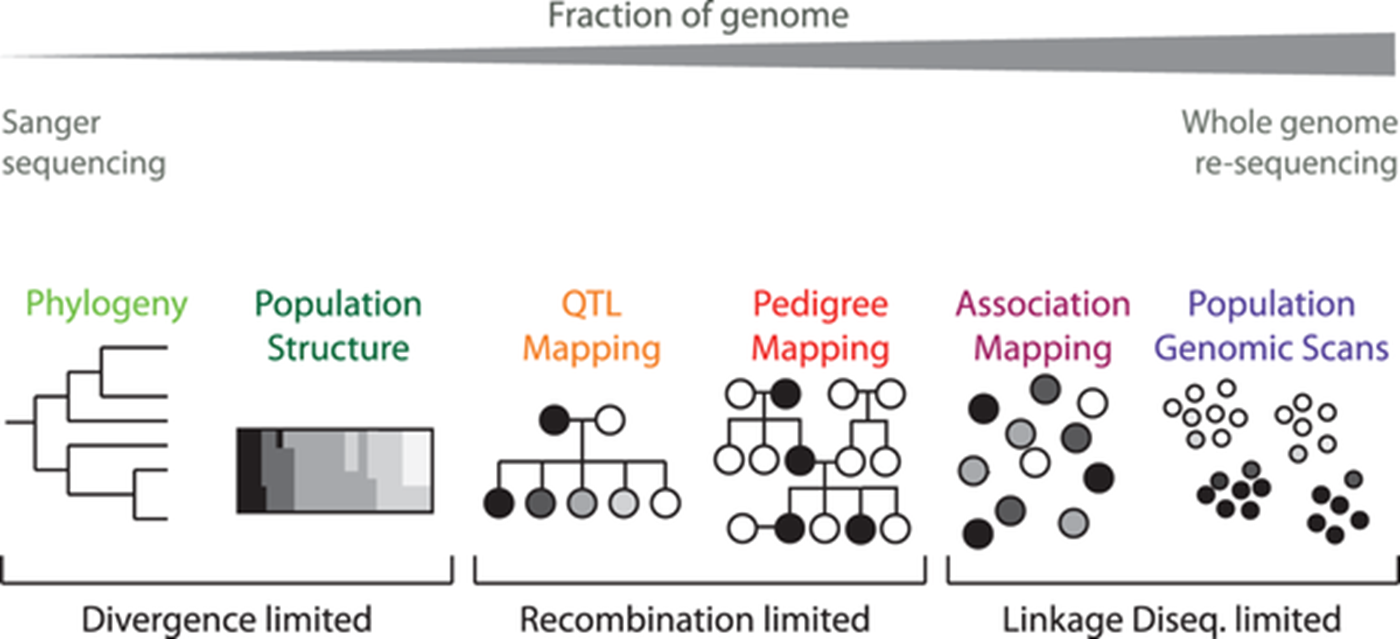 Fraction of genome
Sanger
sequencing
Whole genome
re-sequencing
Phylogeny
Population
Structure
QTL
Mapping
Pedigree
Mapping
Association
Mapping
Population
Genomic Scans
Divergence limited
Recombination limited
Linkage Diseq. limited